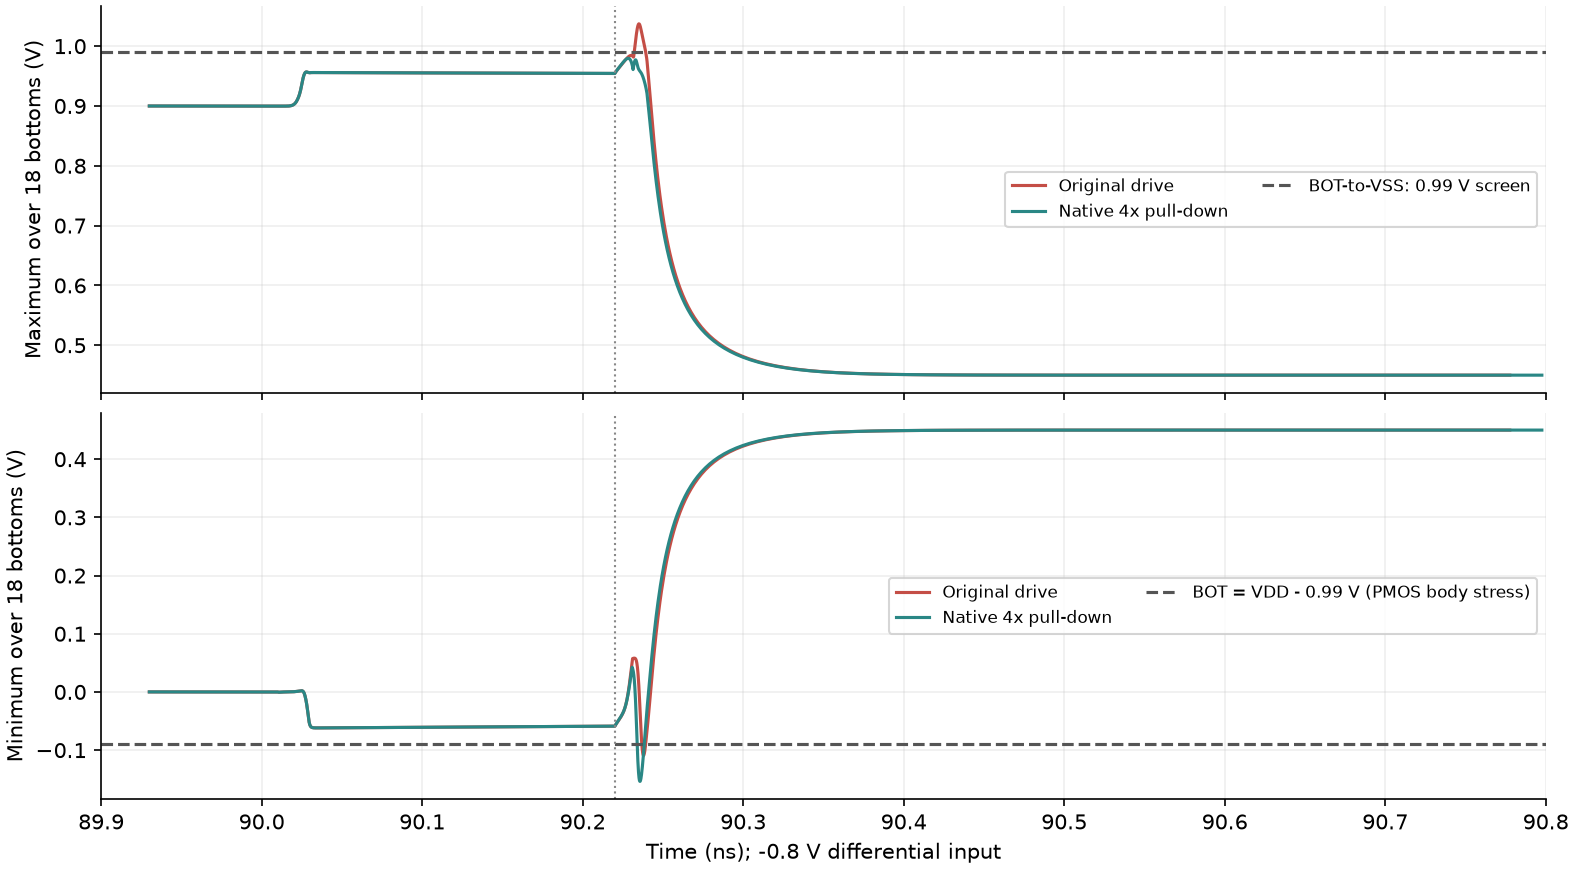 Maximum over 18 bottoms (V)
1.0
0.9
0.8
0.7
0.6
0.5
Original drive
Native 4x pull-down
BOT-to-VSS: 0.99 V screen
Minimum over 18 bottoms (V)
0.4
0.3
0.2
0.1
0.0
−0.1
Original drive
Native 4x pull-down
BOT = VDD - 0.99 V (PMOS body stress)
89.9 90.0 90.1 90.2 90.3 90.4 90.5 90.6 90.7 90.8
Time (ns); -0.8 V differential input